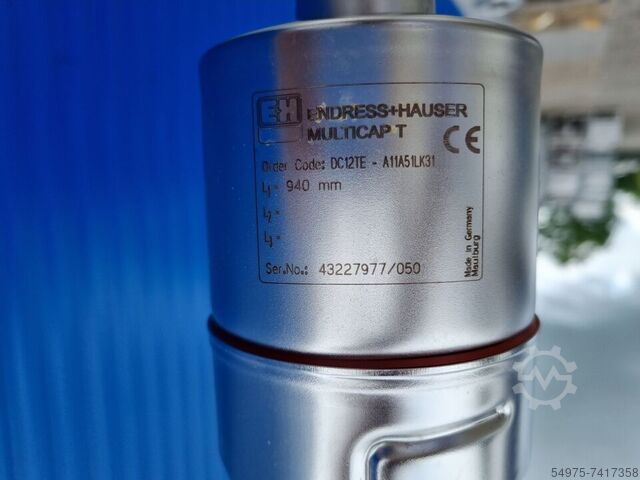 E+H ENDRESS+HAUSER
MULTICAP T
CE
Order Code: DC12TE - A11A51LK31
L₁= 940 mm
L₂=
L₃=
Ser.No.: 43227977/050
Made in Germany
Maulburg
54975-7417358